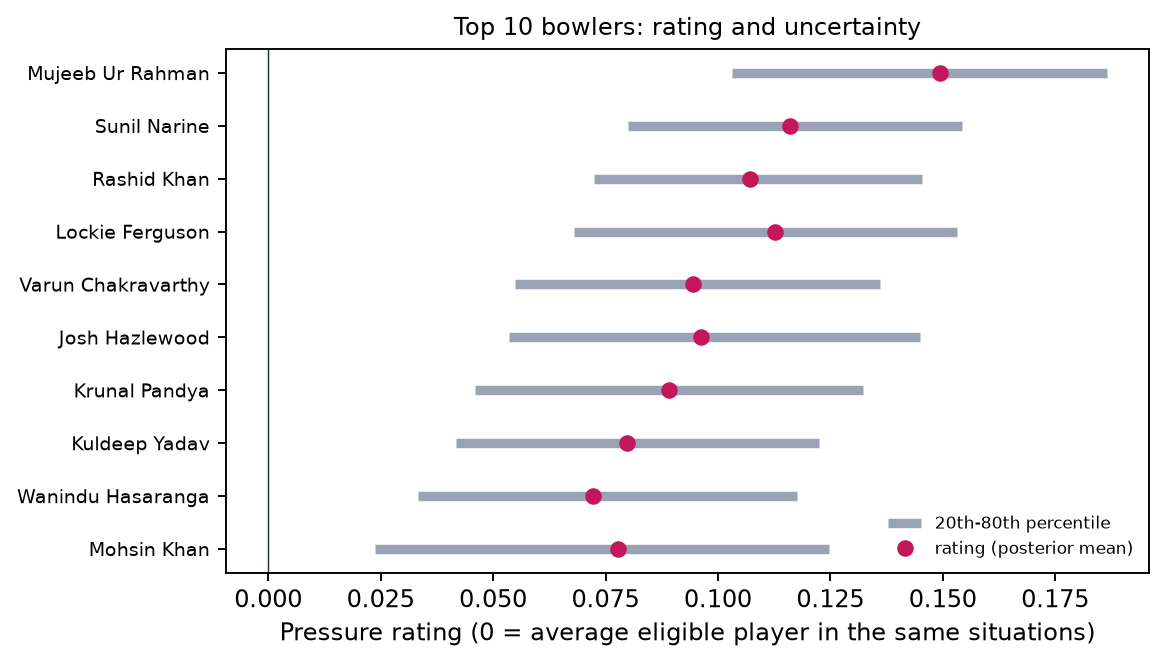 Top 10 bowlers: rating and uncertainty
Mujeeb Ur Rahman
Sunil Narine
Rashid Khan
Lockie Ferguson
Varun Chakravarthy
Josh Hazlewood
Krunal Pandya
Kuldeep Yadav
Wanindu Hasaranga
Mohsin Khan
20th-80th percentile
rating (posterior mean)
0.000 0.025 0.050 0.075 0.100 0.125 0.150 0.175
Pressure rating (0 = average eligible player in the same situations)